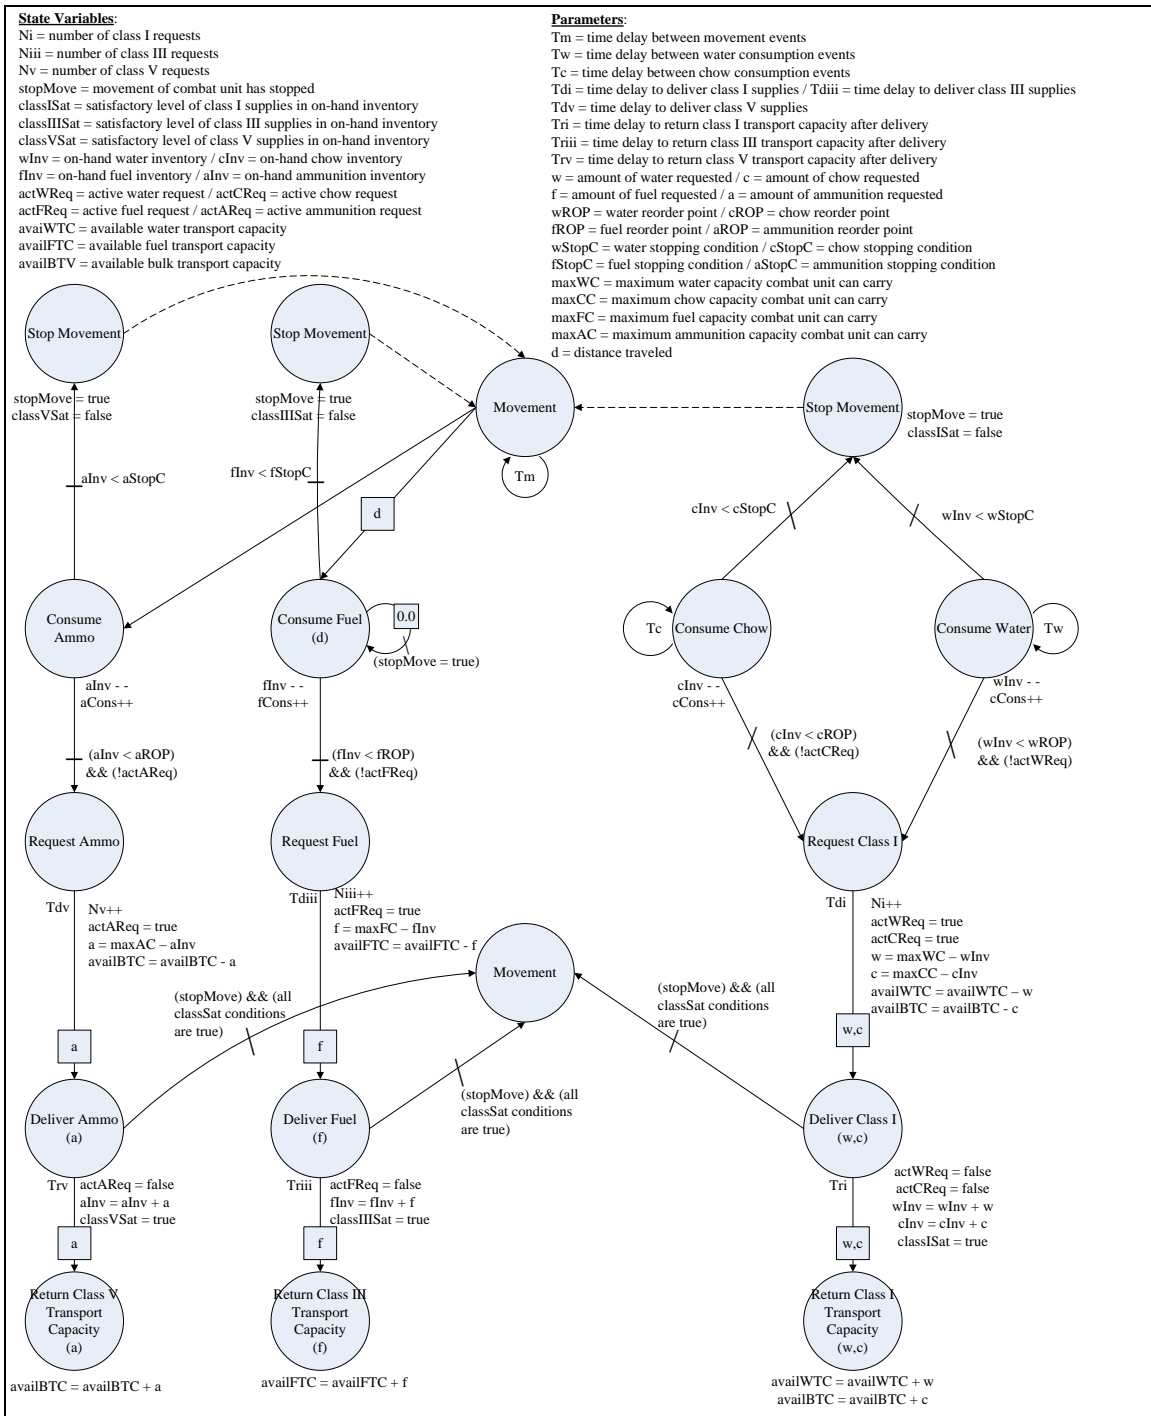 State Variables:
Ni = number of class I requests
Niii = number of class III requests
Nv = number of class V requests
stopMove = movement of combat unit has stopped
classISat = satisfactory level of class I supplies in on-hand inventory
classIIISat = satisfactory level of class III supplies in on-hand inventory
classVSat = satisfactory level of class V supplies in on-hand inventory
wInv = on-hand water inventory / cInv = on-hand chow inventory
fInv = on-hand fuel inventory / aInv = on-hand ammunition inventory
actWReq = active water request / actCReq = active chow request
actFReq = active fuel request / actAReq = active ammunition request
avaiWTC = available water transport capacity
availFTC = available fuel transport capacity
availBTV = available bulk transport capacity
Parameters:
Tm = time delay between movement events
Tw = time delay between water consumption events
Tc = time delay between chow consumption events
Tdi = time delay to deliver class I supplies / Tdiii = time delay to deliver class III supplies
Tdv = time delay to deliver class V supplies
Tri = time delay to return class I transport capacity after delivery
Triii = time delay to return class III transport capacity after delivery
Trv = time delay to return class V transport capacity after delivery
w = amount of water requested / c = amount of chow requested
f = amount of fuel requested / a = amount of ammunition requested
wROP = water reorder point / cROP = chow reorder point
fROP = fuel reorder point / aROP = ammunition reorder point
wStopC = water stopping condition / cStopC = chow stopping condition
fStopC = fuel stopping condition / aStopC = ammunition stopping condition
maxWC = maximum water capacity combat unit can carry
maxCC = maximum chow capacity combat unit can carry
maxFC = maximum fuel capacity combat unit can carry
maxAC = maximum ammunition capacity combat unit can carry
d = distance traveled
Stop Movement
stopMove = true
classVSat = false
Stop Movement
stopMove = true
classIIISat = false
Movement
Tm
Stop Movement
stopMove = true
classISat = false
aInv < aStopC
fInv < fStopC
d
cInv < cStopC
wInv < wStopC
Consume
Ammo
aInv - -
aCons++
Consume Fuel
(d)
0.0
(stopMove = true)
fInv - -
fCons++
Tc
Consume Chow
cInv - -
cCons++
Consume Water
Tw
wInv - -
cCons++
(aInv < aROP)
&& (!actAReq)
(fInv < fROP)
&& (!actFReq)
(cInv < cROP)
&& (!actCReq)
(wInv < wROP)
&& (!actWReq)
Request Ammo
Tdv
Nv++
actAReq = true
a = maxAC – aInv
availBTC = availBTC - a
Request Fuel
Tdiii
Niii++
actFReq = true
f = maxFC – fInv
availFTC = availFTC - f
Request Class I
Tdi
Ni++
actWReq = true
actCReq = true
w = maxWC – wInv
c = maxCC – cInv
availWTC = availWTC – w
availBTC = availBTC - c
Movement
(stopMove) && (all
classSat conditions
are true)
(stopMove) && (all
classSat conditions
are true)
(stopMove) && (all
classSat conditions
are true)
a
f
w,c
Deliver Ammo
(a)
Trv
actAReq = false
aInv = aInv + a
classVSat = true
a
Deliver Fuel
(f)
Triii
actFReq = false
fInv = fInv + f
classIIISat = true
f
Deliver Class I
(w,c)
Tri
actWReq = false
actCReq = false
wInv = wInv + w
cInv = cInv + c
classISat = true
w,c
Return Class V
Transport
Capacity
(a)
availBTC = availBTC + a
Return Class III
Transport
Capacity
(f)
availFTC = availFTC + f
Return Class I
Transport
Capacity
(w,c)
availWTC = availWTC + w
availBTC = availBTC + c